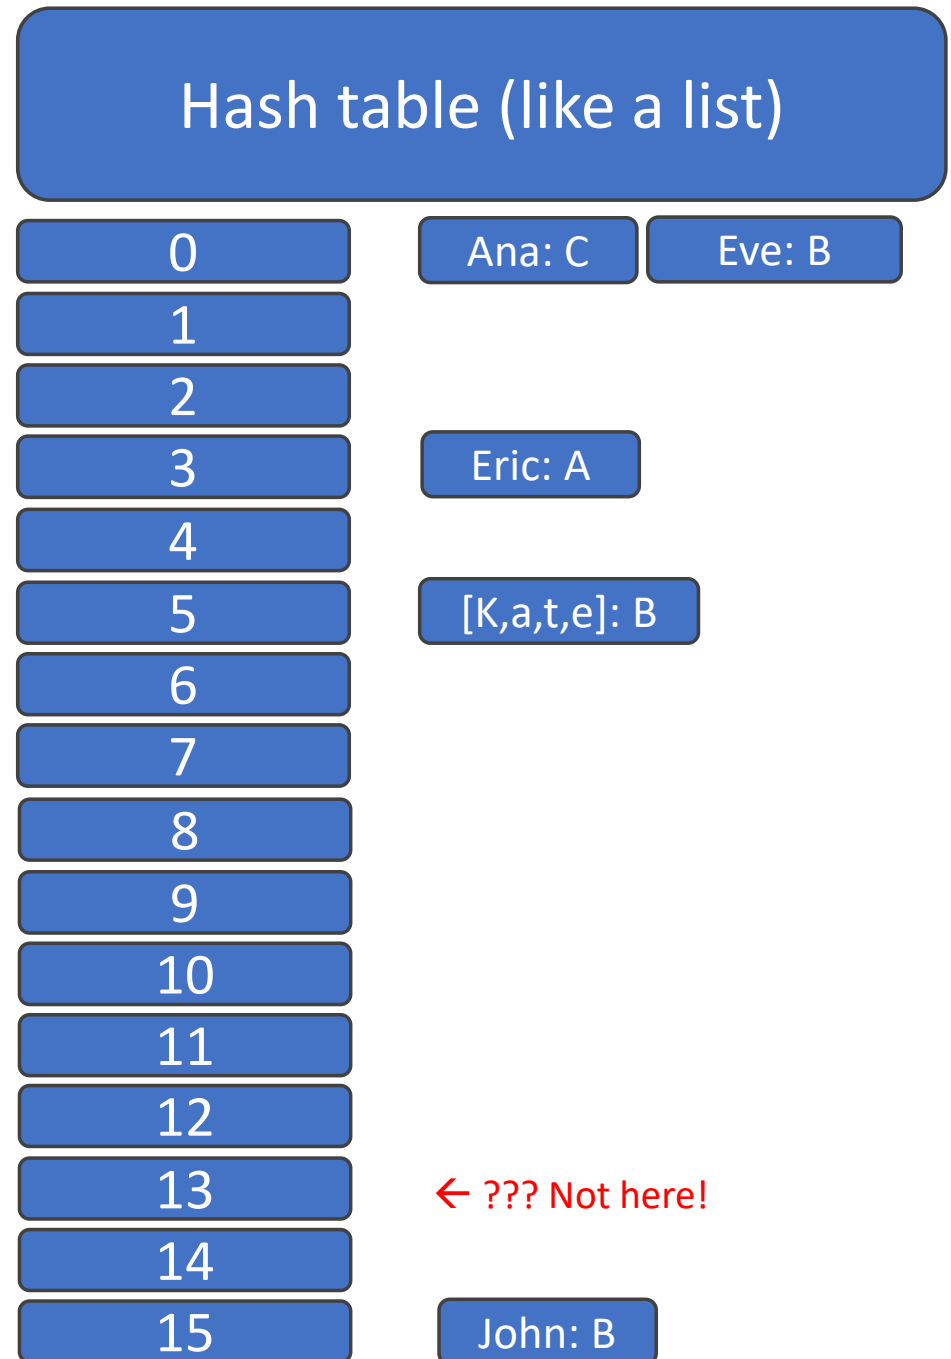 Hash table (like a list)
0 Ana: C Eve: B
1
2
3 Eric: A
4
5 [K,a,t,e]: B
6
7
8
9
10
11
12
13 ← ??? Not here!
14
15 John: B